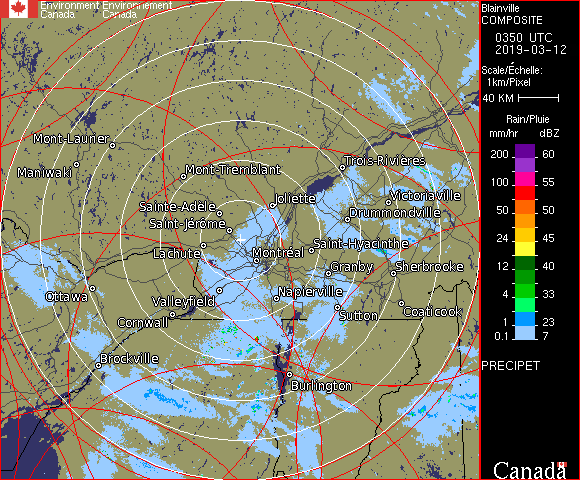 Environment Environnement
Canada Canada
Blainville
COMPOSITE
0350 UTC
2019-03-12
Scale/Échelle:
1km/Pixel
40 KM
Rain/Pluie
mm/hr dBZ
200 60
100 55
50 50
24 45
12 40
4 33
1 23
0.1 7
PRECIPET
Canada
Mont-Laurier
Maniwaki
Mont-Tremblant
Trois-Rivières
Sainte-Adèle
Joliette
Victoriaville
Saint-Jérôme
Drummondville
Lachute
Montréal
Saint-Hyacinthe
Granby
Sherbrooke
Ottawa
Valleyfield
Napierville
Cornwall
Sutton
Coaticook
Brockville
Burlington